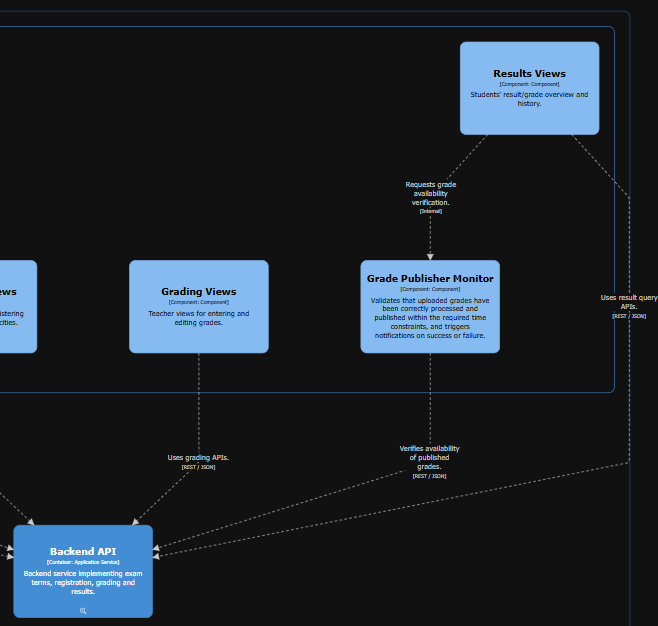 Results Views
[Component: Component]
Students' result/grade overview and
history.
Requests grade
availability
verification.
[Internal]
ews
istering
cities.
Grading Views
[Component: Component]
Teacher views for entering and
editing grades.
Grade Publisher Monitor
[Component: Component]
Validates that uploaded grades have
been correctly processed and
published within the required time
constraints, and triggers
notifications on success or failure.
Uses result query
APIs.
[REST / JSON]
Uses grading APIs.
[REST / JSON]
Verifies availability
of published
grades.
[REST / JSON]
Backend API
[Container: Application Service]
Backend service implementing exam
terms, registration, grading and
results.